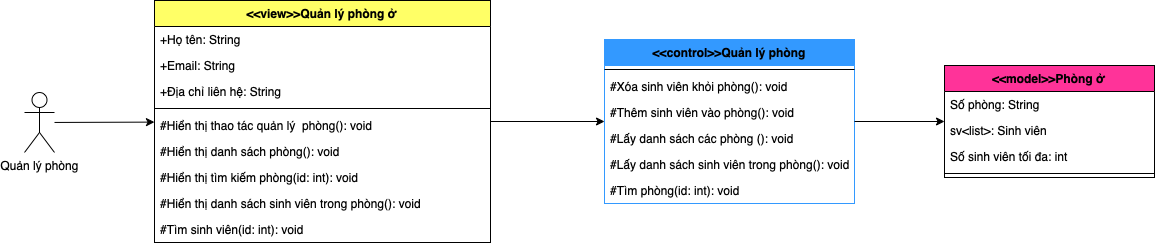 Quản lý phòng
<<view>>Quản lý phòng ở
+Họ tên: String
+Email: String
+Địa chỉ liên hệ: String
#Hiển thị thao tác quản lý phòng(): void
#Hiển thị danh sách phòng(): void
#Hiển thị tìm kiếm phòng(id: int): void
#Hiển thị danh sách sinh viên trong phòng(): void
#Tìm sinh viên(id: int): void
<<control>>Quản lý phòng
#Xóa sinh viên khỏi phòng(): void
#Thêm sinh viên vào phòng(): void
#Lấy danh sách các phòng (): void
#Lấy danh sách sinh viên trong phòng(): void
#Tìm phòng(id: int): void
<<model>>Phòng ở
Số phòng: String
sv<list>: Sinh viên
Số sinh viên tối đa: int